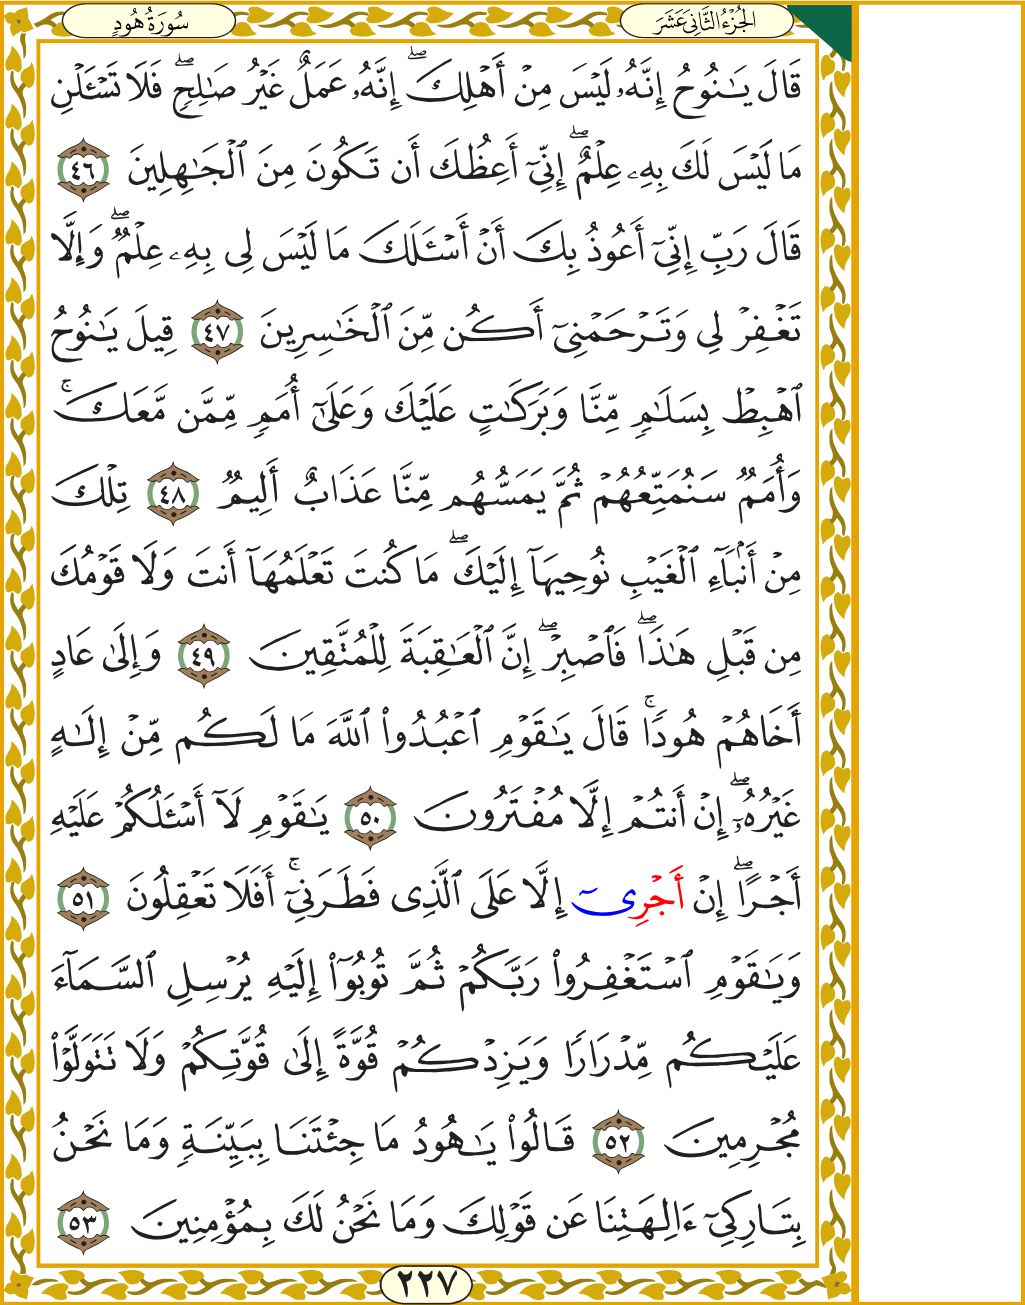 الجُزْءُ الثَّانِي عَشَرَ
سُورَةُ هُودٍ
قَالَ يَـٰنُوحُ إِنَّهُۥ لَيۡسَ مِنۡ أَهۡلِكَۖ إِنَّهُۥ عَمَلٌ غَيۡرُ صَـٰلِحٖۖ فَلَا تَسۡـَٔلۡنِ
مَا لَيۡسَ لَكَ بِهِۦ عِلۡمٌۖ إِنِّيٓ أَعِظُكَ أَن تَكُونَ مِنَ ٱلۡجَـٰهِلِينَ ٤٦
قَالَ رَبِّ إِنِّيٓ أَعُوذُ بِكَ أَنۡ أَسۡـَٔلَكَ مَا لَيۡسَ لِي بِهِۦ عِلۡمٞۖ وَإِلَّا
تَغۡفِرۡ لِي وَتَرۡحَمۡنِيٓ أَكُن مِّنَ ٱلۡخَـٰسِرِينَ ٤٧ قِيلَ يَـٰنُوحُ
ٱهۡبِطۡ بِسَلَـٰمٖ مِّنَّا وَبَرَكَـٰتٍ عَلَيۡكَ وَعَلَىٰٓ أُمَمٖ مِّمَّن مَّعَكَۚ
وَأُمَمٞ سَنُمَتِّعُهُمۡ ثُمَّ يَمَسُّهُم مِّنَّا عَذَابٌ أَلِيمٞ ٤٨ تِلۡكَ
مِنۡ أَنۢبَآءِ ٱلۡغَيۡبِ نُوحِيهَآ إِلَيۡكَۖ مَا كُنتَ تَعۡلَمُهَآ أَنتَ وَلَا قَوۡمُكَ
مِن قَبۡلِ هَـٰذَاۖ فَٱصۡبِرۡۖ إِنَّ ٱلۡعَـٰقِبَةَ لِلۡمُتَّقِينَ ٤٩ وَإِلَىٰ عَادٍ
أَخَاهُمۡ هُودٗاۚ قَالَ يَـٰقَوۡمِ ٱعۡبُدُواْ ٱللَّهَ مَا لَكُم مِّنۡ إِلَـٰهٍ
غَيۡرُهُۥٓۖ إِنۡ أَنتُمۡ إِلَّا مُفۡتَرُونَ ٥٠ يَـٰقَوۡمِ لَآ أَسۡـَٔلُكُمۡ عَلَيۡهِ
أَجۡرًاۖ إِنۡ أَجۡرِيٓ إِلَّا عَلَى ٱلَّذِي فَطَرَنِيٓۚ أَفَلَا تَعۡقِلُونَ ٥١
وَيَـٰقَوۡمِ ٱسۡتَغۡفِرُواْ رَبَّكُمۡ ثُمَّ تُوبُوٓاْ إِلَيۡهِ يُرۡسِلِ ٱلسَّمَآءَ
عَلَيۡكُم مِّدۡرَارٗا وَيَزِدۡكُمۡ قُوَّةً إِلَىٰ قُوَّتِكُمۡ وَلَا تَتَوَلَّوۡاْ
مُجۡرِمِينَ ٥٢ قَالُواْ يَـٰهُودُ مَا جِئۡتَنَا بِبَيِّنَةٖ وَمَا نَحۡنُ
بِتَارِكِيٓ ءَالِهَتِنَا عَن قَوۡلِكَ وَمَا نَحۡنُ لَكَ بِمُؤۡمِنِينَ ٥٣
٢٢٧